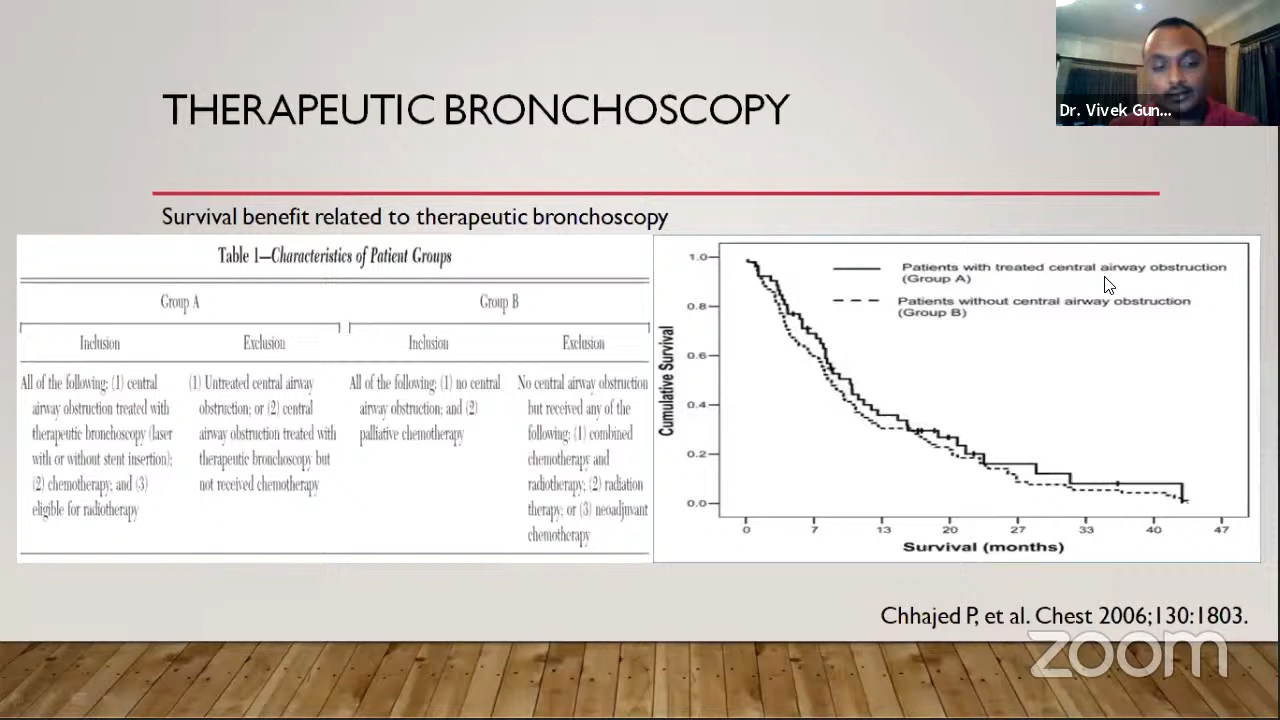 Dr. Vivek Gun...
THERAPEUTIC BRONCHOSCOPY
Survival benefit related to therapeutic bronchoscopy
Table 1—Characteristics of Patient Groups
Group A
Group B
Inclusion
Exclusion
Inclusion
Exclusion
All of the following: (1) central
airway obstruction treated with
therapeutic bronchoscopy (laser
with or without stent insertion);
(2) chemotherapy; and (3)
eligible for radiotherapy
(1) Untreated central airway
obstruction; or (2) central
airway obstruction treated with
therapeutic bronchoscopy but
not received chemotherapy
All of the following: (1) no central
airway obstruction; and (2)
palliative chemotherapy
No central airway obstruction
but received any of the
following: (1) combined
chemotherapy and
radiotherapy; (2) radiation
therapy; or (3) neoadjuvant
chemotherapy
Patients with treated central airway obstruction
(Group A)
Patients without central airway obstruction
(Group B)
Cumulative Survival
1.0
0.8
0.6
0.4
0.2
0.0
0 7 13 20 27 33 40 47
Survival (months)
Chhajed P, et al. Chest 2006;130:1803.
zoom